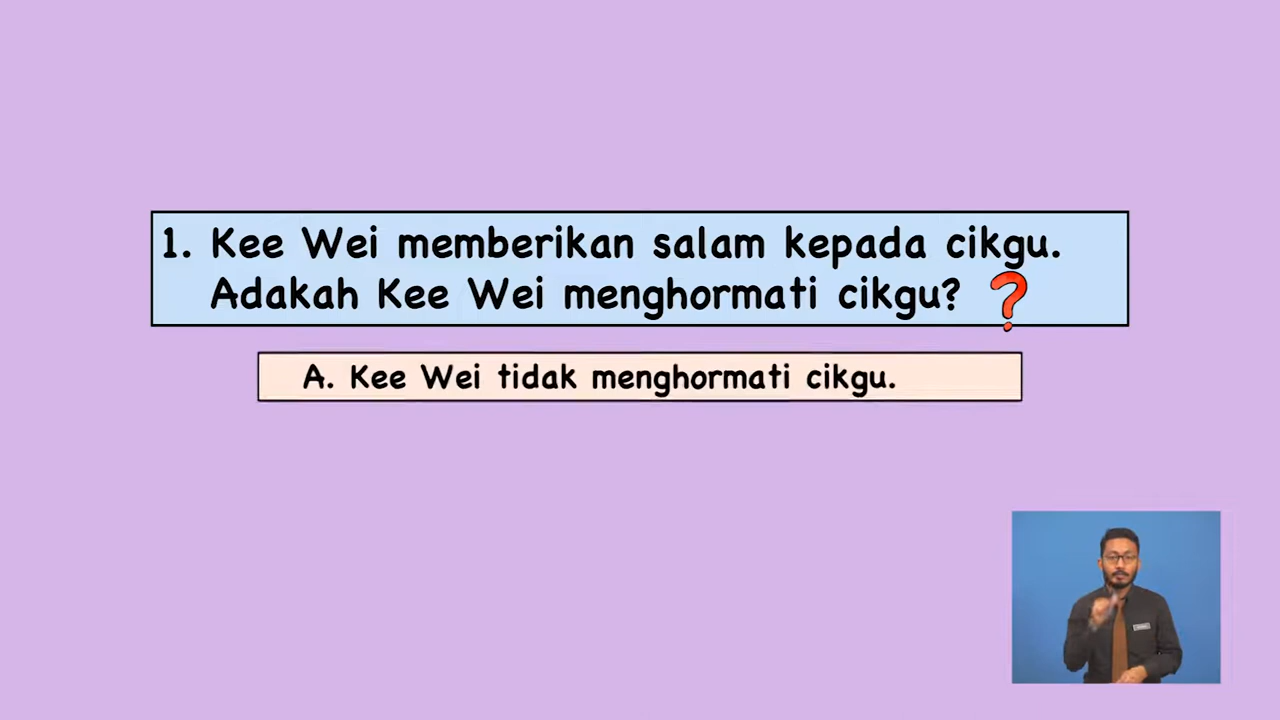 1. Kee Wei memberikan salam kepada cikgu.
Adakah Kee Wei menghormati cikgu? ❓
A. Kee Wei tidak menghormati cikgu.